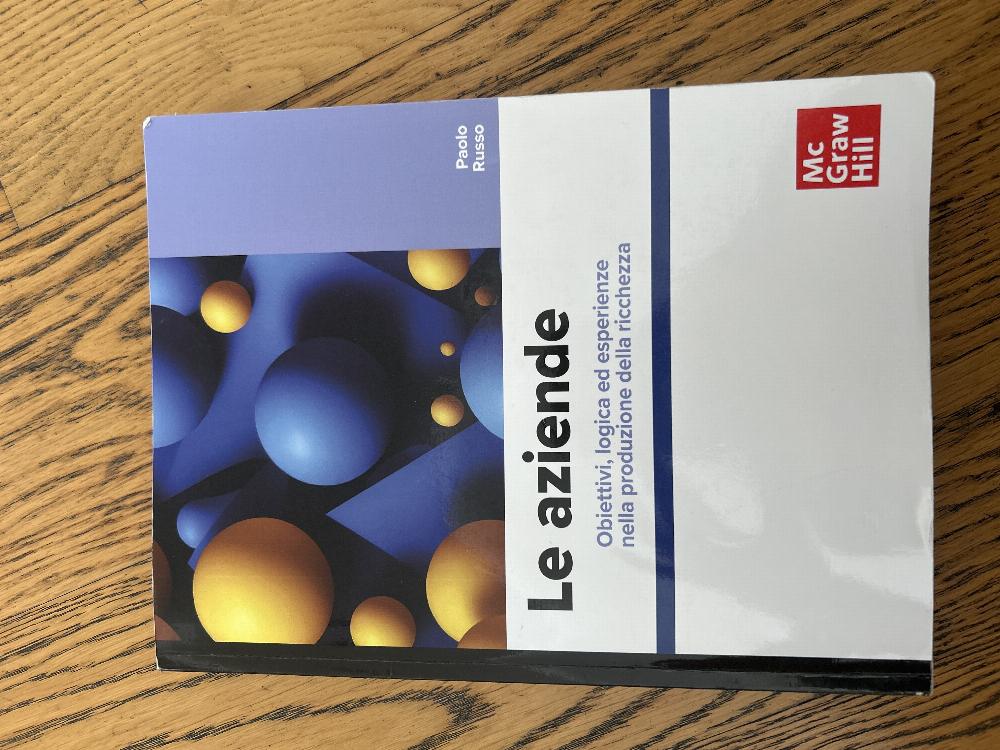 Paolo
Russo
Le aziende
Obiettivi, logica ed esperienze
nella produzione della ricchezza
Mc
Graw
Hill